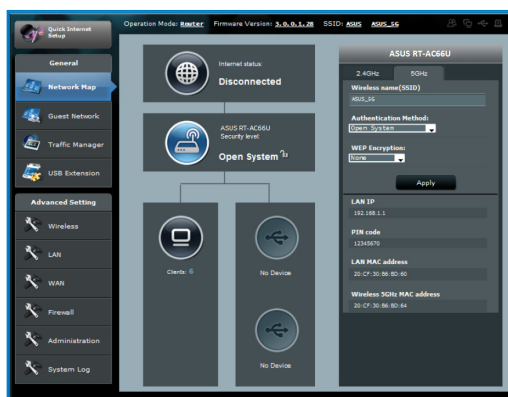 Quick Internet
Setup
Operation Mode: Router Firmware Version: 3.0.0.1.28 SSID: ASUS ASUS_5G
General
Network Map
Guest Network
Traffic Manager
USB Extension
Advanced Setting
Wireless
LAN
WAN
Firewall
Administration
System Log
Internet status:
Disconnected
ASUS RT-AC66U
Security level:
Open System
Clients: 6
No Device
No Device
ASUS RT-AC66U
2.4GHz 5GHz
Wireless name(SSID)
ASUS_5G
Authentication Method:
Open System
WEP Encryption:
None
Apply
LAN IP
192.168.1.1
PIN code
12345670
LAN MAC address
20:CF:30:B6:BD:60
Wireless 5GHz MAC address
20:CF:30:B6:BD:64